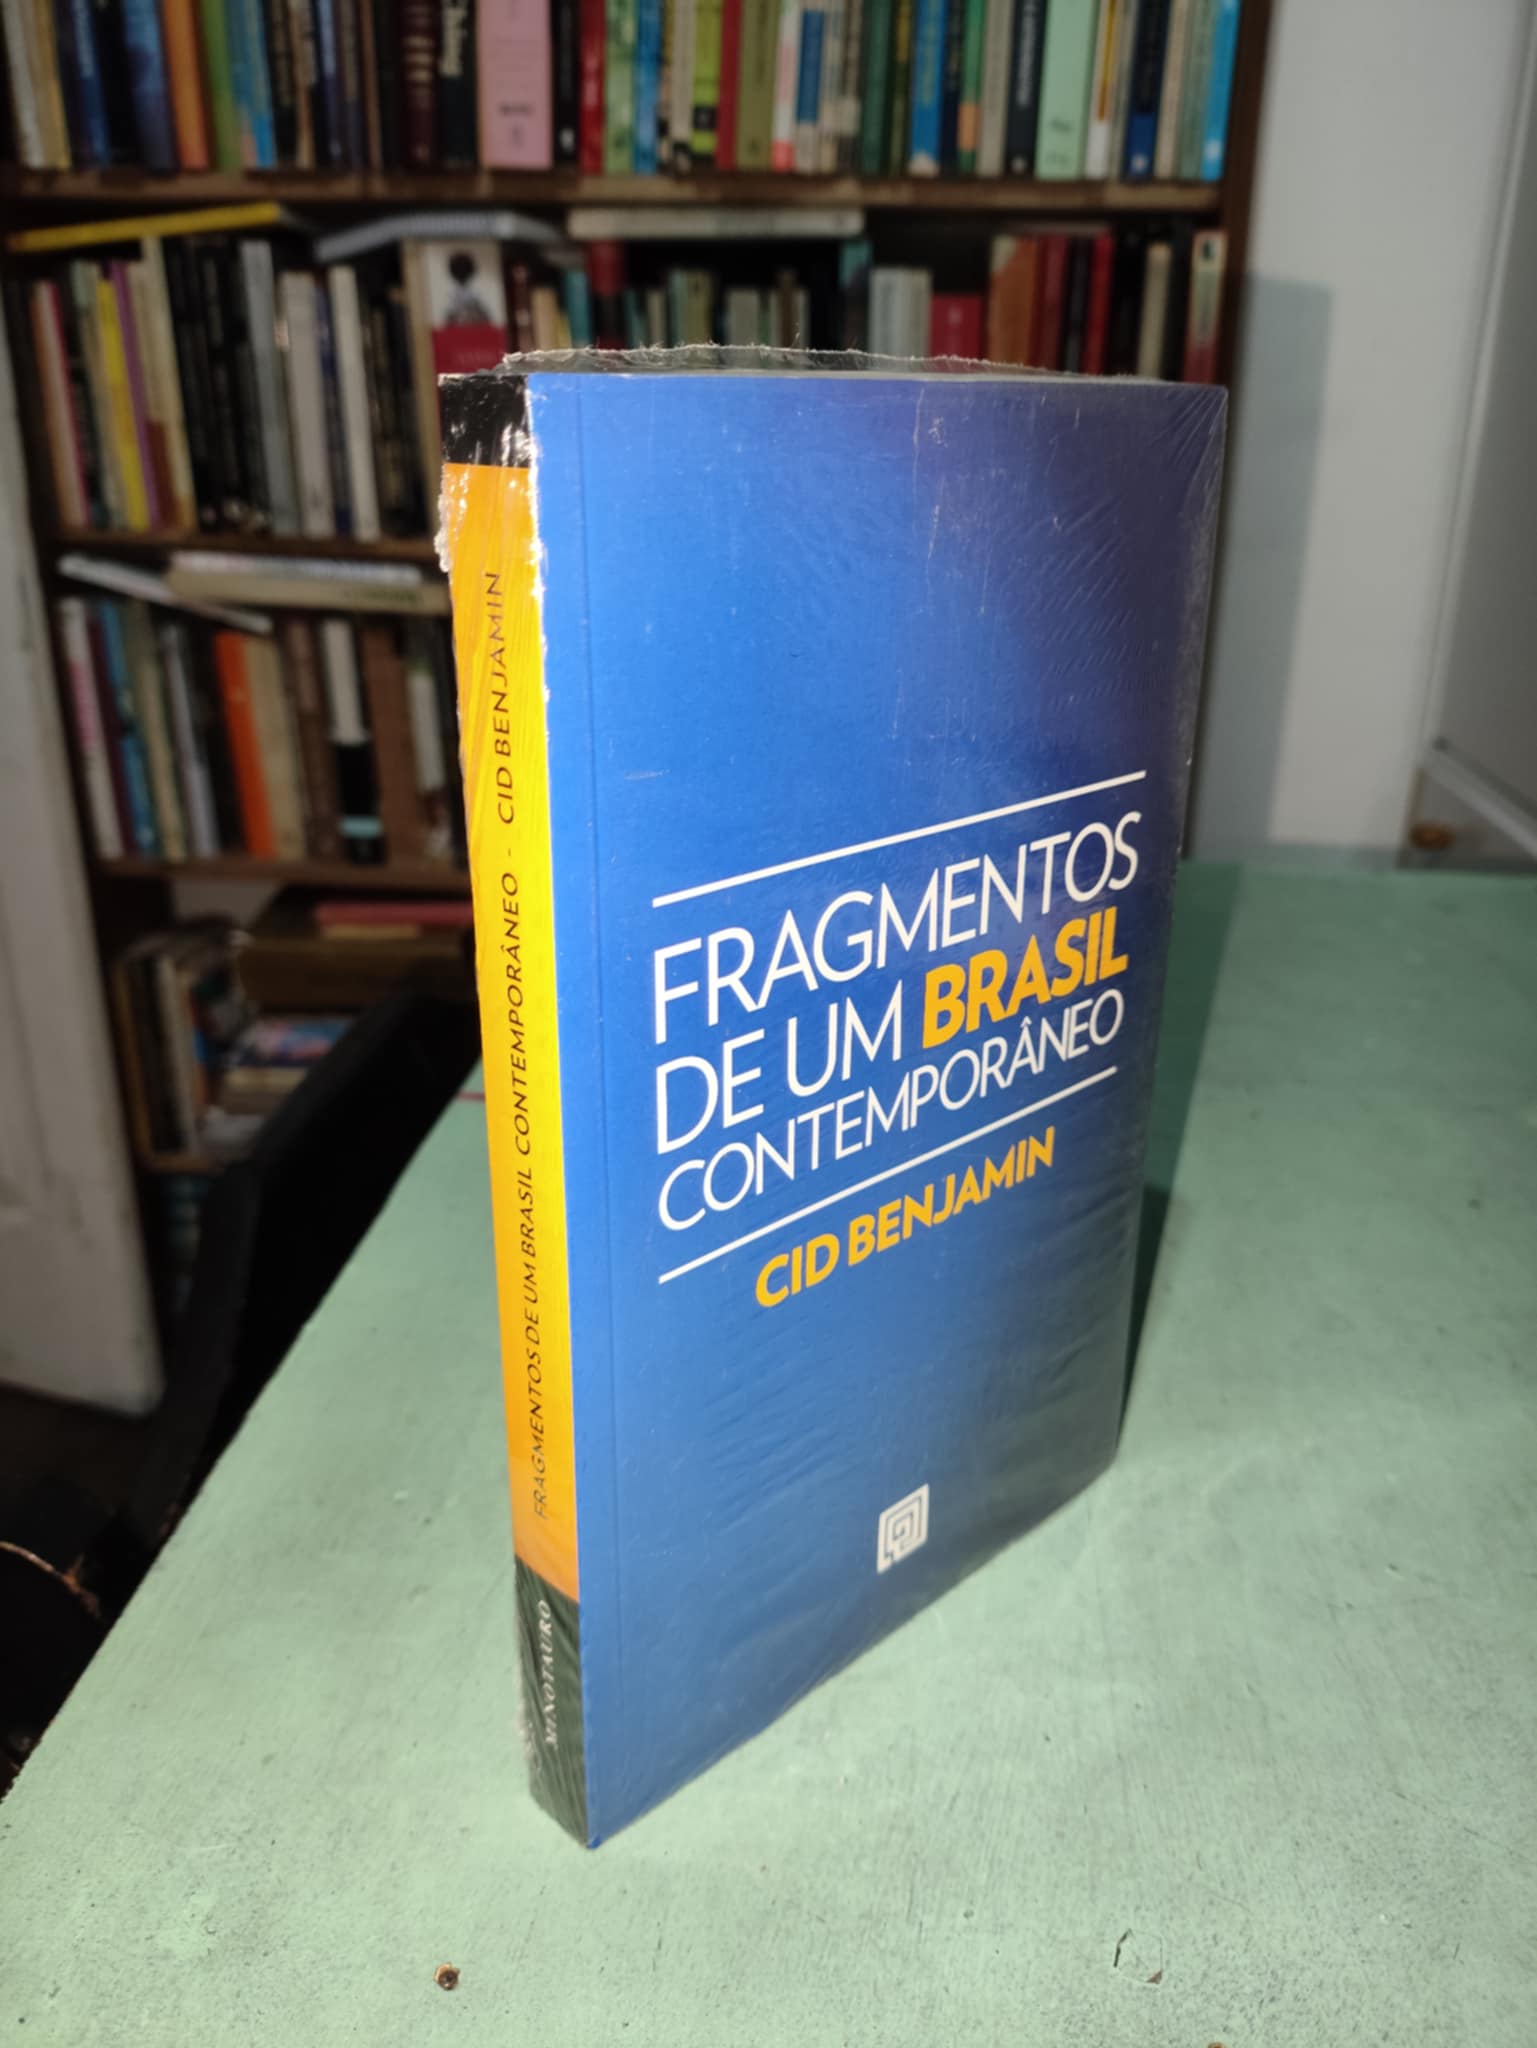 FRAGMENTOS
DE UM BRASIL
CONTEMPORÂNEO
CID BENJAMIN
FRAGMENTOS DE UM BRASIL CONTEMPORÂNEO - CID BENJAMIN
MINOTAURO